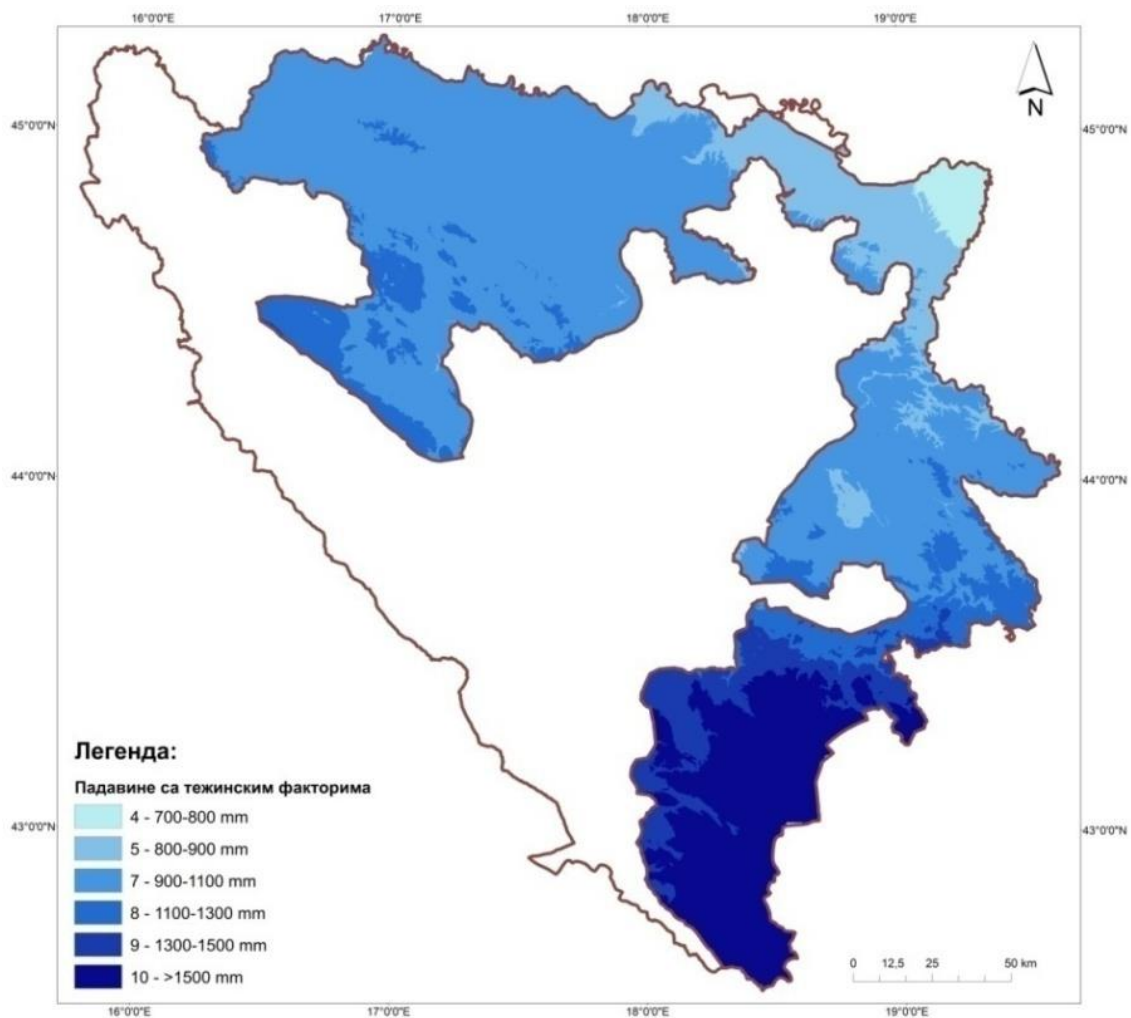 16°0'0"E 17°0'0"E 18°0'0"E 19°0'0"E
N
45°0'0"N 45°0'0"N
44°0'0"N 44°0'0"N
Легенда:
Падавине са тежинским факторима
4 - 700-800 mm
5 - 800-900 mm
43°0'0"N 43°0'0"N
7 - 900-1100 mm
8 - 1100-1300 mm
9 - 1300-1500 mm
10 - >1500 mm
0 12,5 25 50 km
16°0'0"E 17°0'0"E 18°0'0"E 19°0'0"E